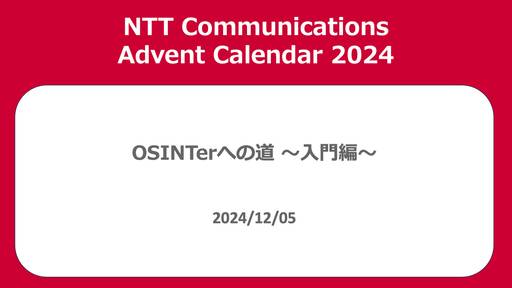 NTT Communications
Advent Calendar 2024
OSINTerへの道 ～入門編～
2024/12/05